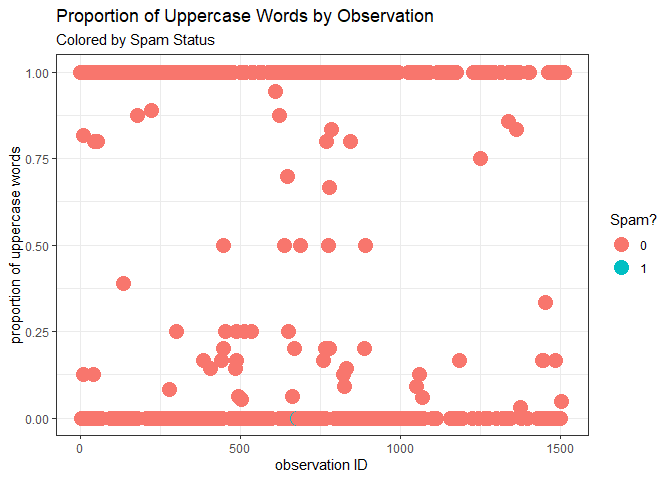 Proportion of Uppercase Words by Observation
Colored by Spam Status
1.00
0.75
0.50
0.25
0.00
proportion of uppercase words
0
500
1000
1500
observation ID
Spam?
0
1